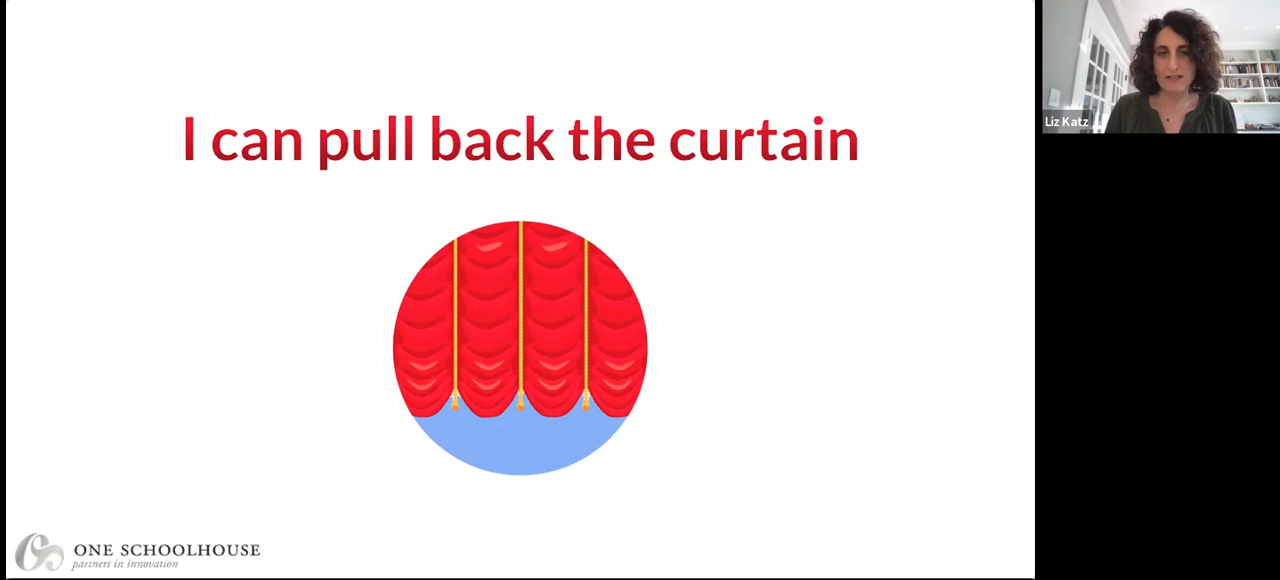 I can pull back the curtain
Liz Katz
ONE SCHOOLHOUSE
partners in innovation